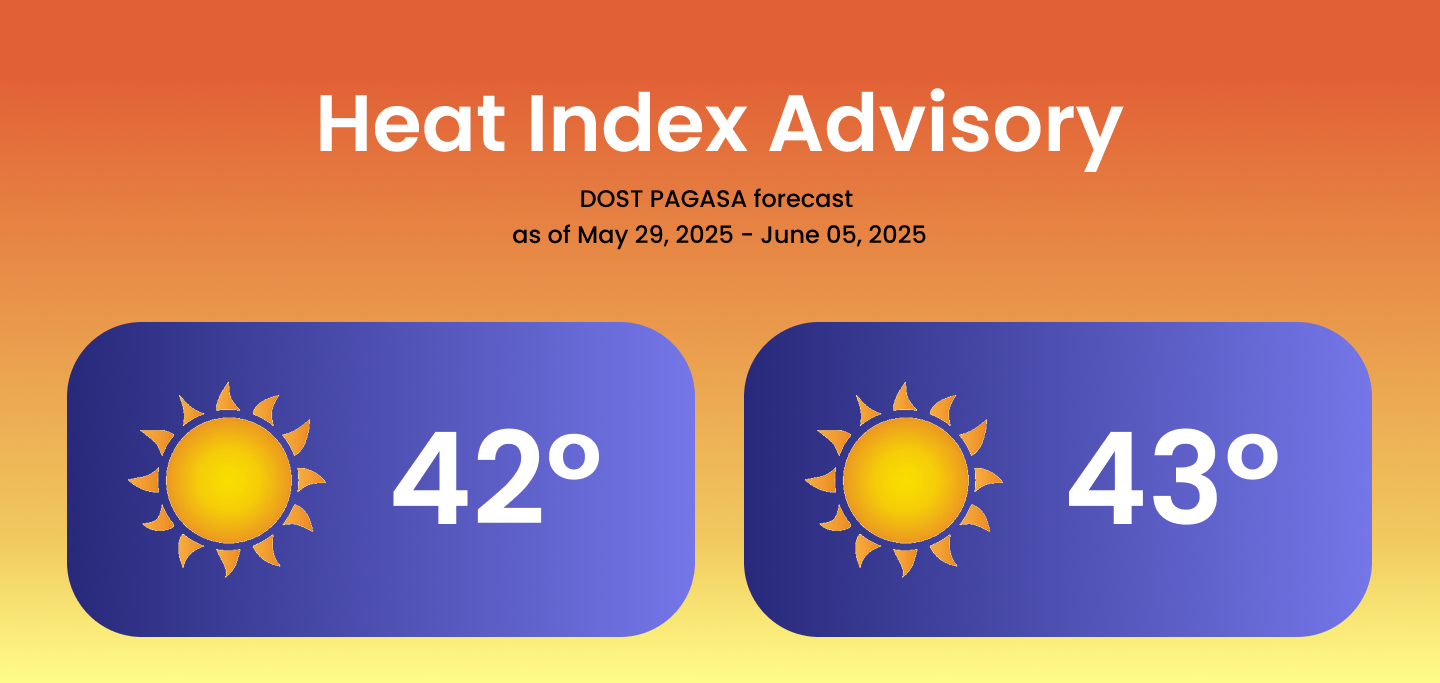 Heat Index Advisory
DOST PAGASA forecast
as of May 29, 2025 - June 05, 2025
42°
43°